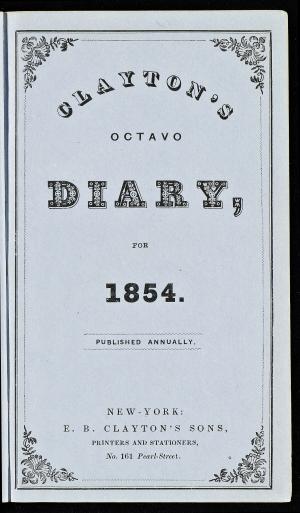 CLAYTON'S
OCTAVO
DIARY,
FOR
1854.
PUBLISHED ANNUALLY.
NEW-YORK:
E. B. CLAYTON'S SONS,
PRINTERS AND STATIONERS,
No. 161 Pearl-Street.